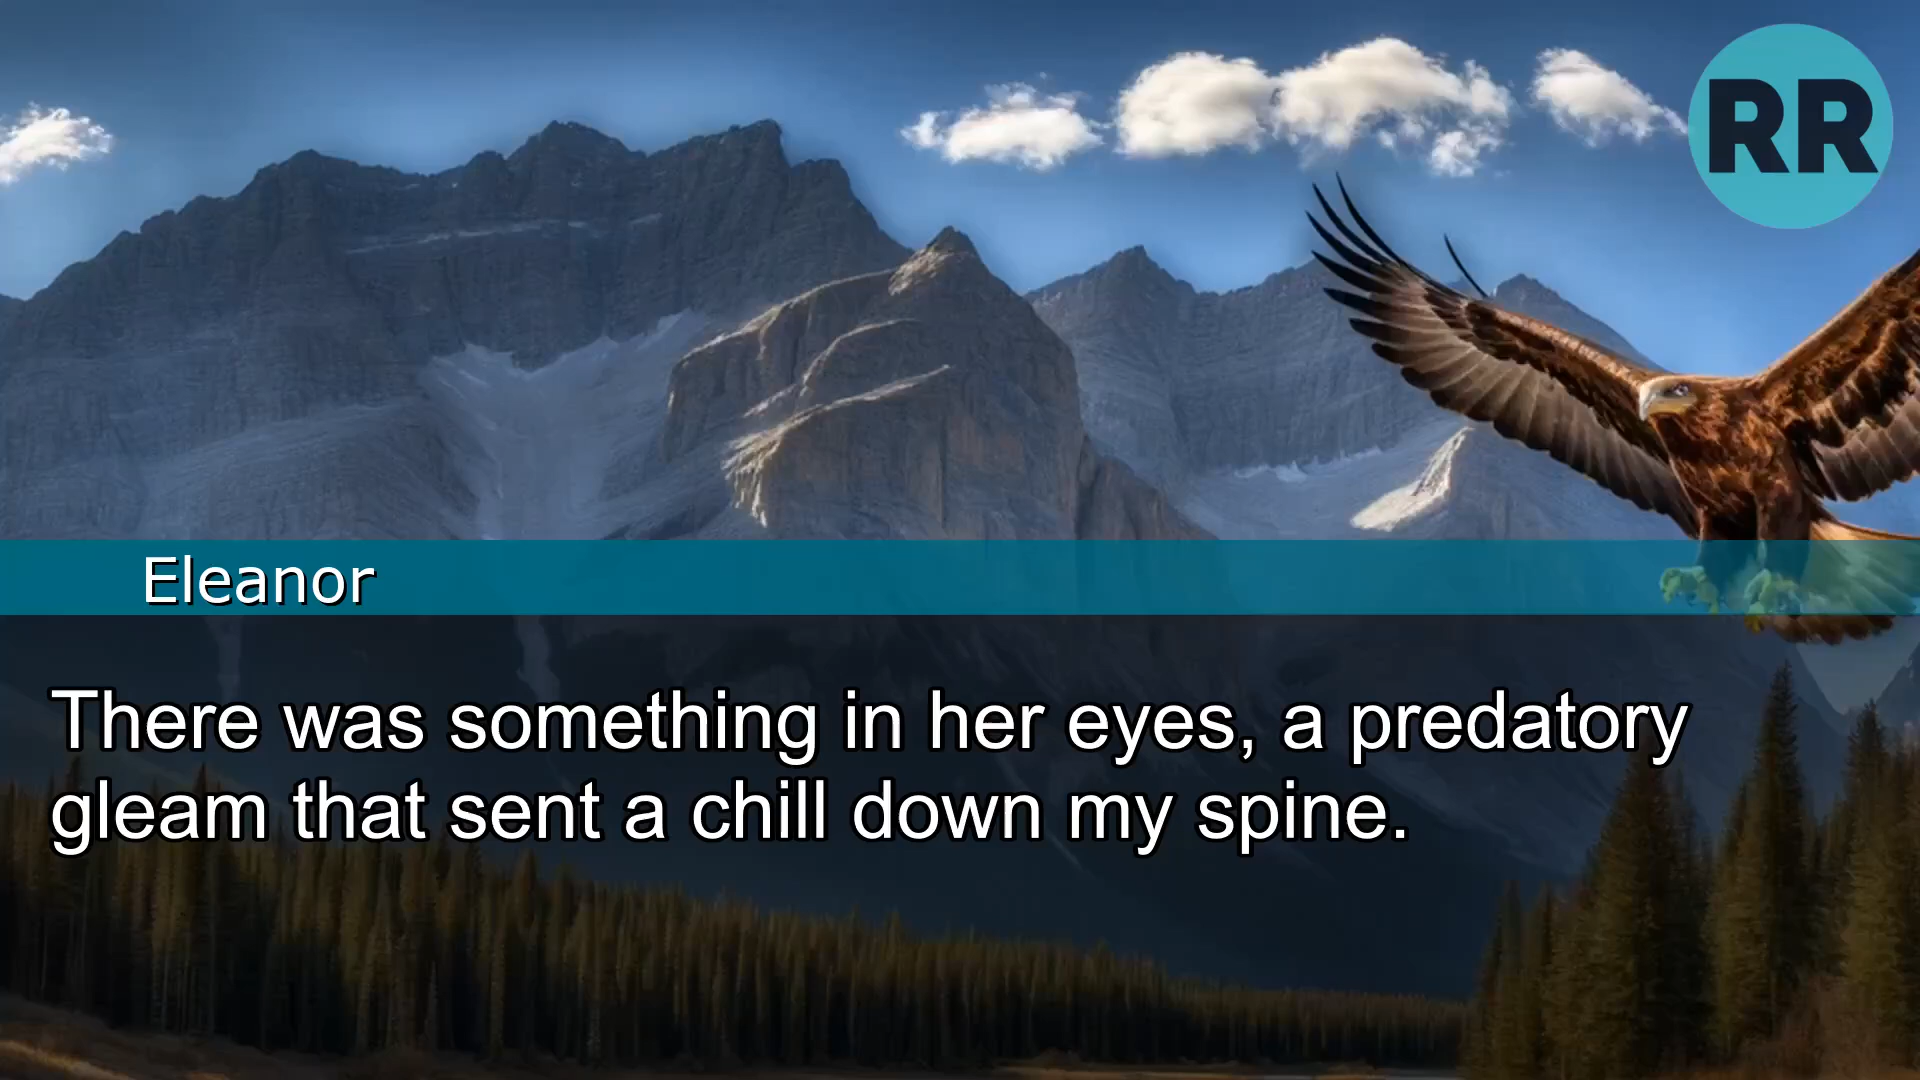 RR
Eleanor
There was something in her eyes, a predatory
gleam that sent a chill down my spine.